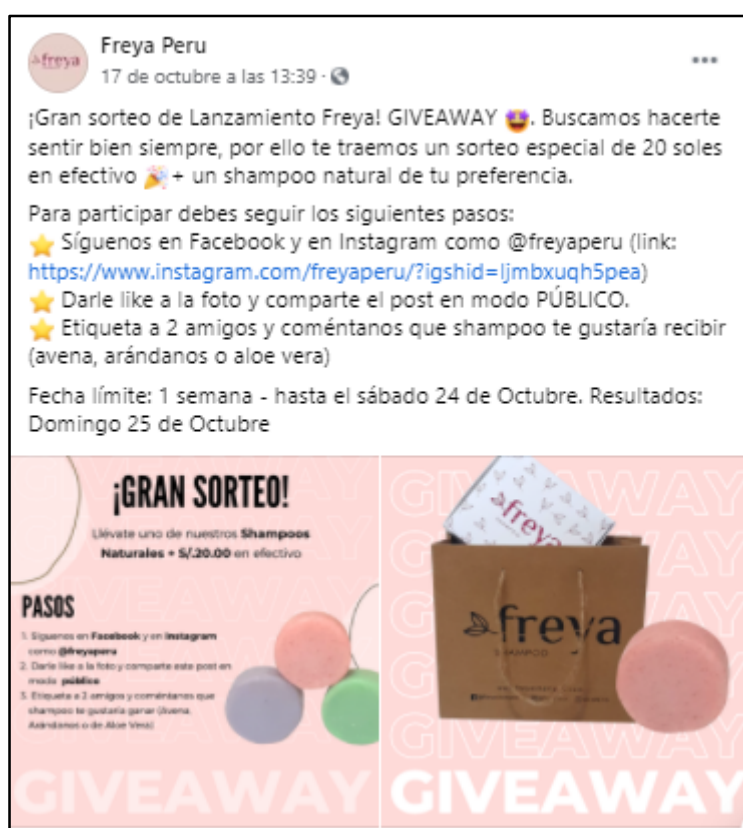 freya
Freya Peru
17 de octubre a las 13:39 ·
¡Gran sorteo de Lanzamiento Freya! GIVEAWAY 🤩. Buscamos hacerte
sentir bien siempre, por ello te traemos un sorteo especial de 20 soles
en efectivo 🎉+ un shampoo natural de tu preferencia.
Para participar debes seguir los siguientes pasos:
⭐ Síguenos en Facebook y en Instagram como @freyaperu (link:
https://www.instagram.com/freyaperu/?igshid=ljmbxuqh5pea)
⭐ Darle like a la foto y comparte el post en modo PÚBLICO.
⭐ Etiqueta a 2 amigos y coméntanos que shampoo te gustaría recibir
(avena, arándanos o aloe vera)
Fecha límite: 1 semana - hasta el sábado 24 de Octubre. Resultados:
Domingo 25 de Octubre
¡GRAN SORTEO!
Llévate uno de nuestros Shampoos
Naturales + S/.20.00 en efectivo
PASOS
1. Siguenos en Facebook y en Instagram
como @freyaperu
2. Darle like a la foto y comparte este post en
modo público
3. Etiqueta a 2 amigos y coméntanos que
shampoo te gustaría ganar (Avena,
Arándanos o de Aloe Vera)
GIVEAWAY
GIVEAWAY
freya
freya
SHAMPOO
GIVEAWAY